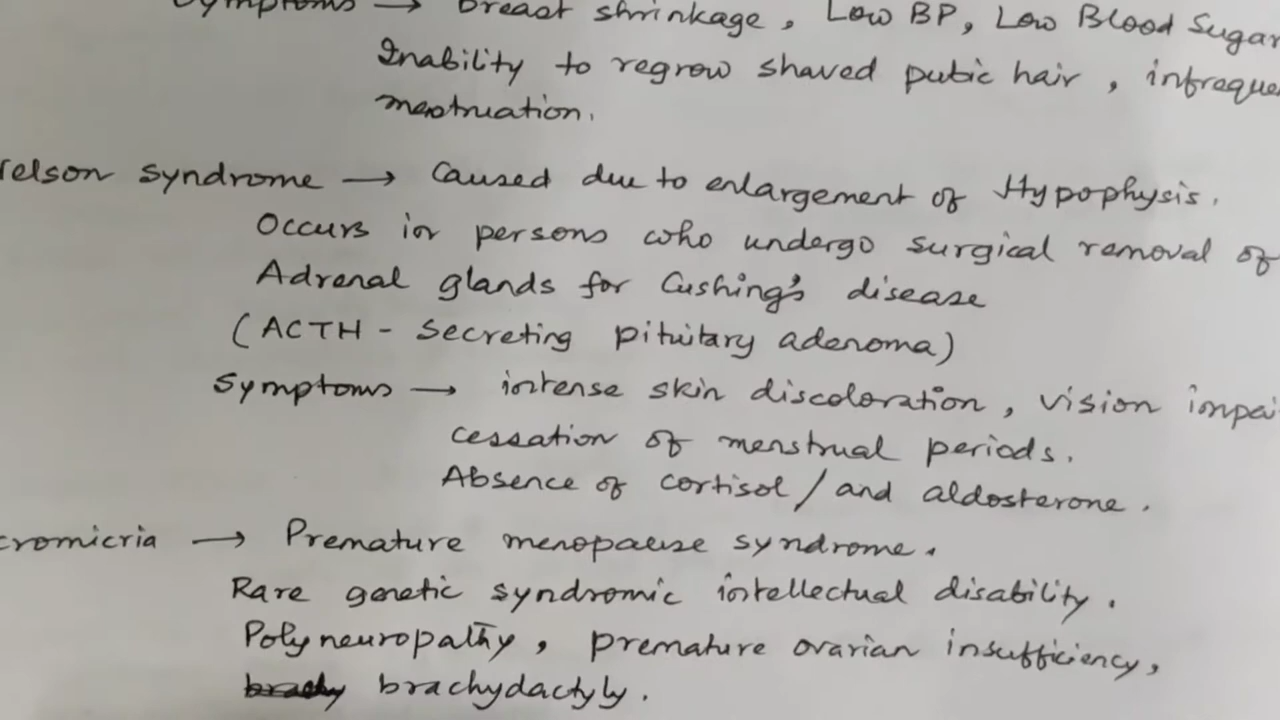 Symptoms → Breast shrinkage, Low BP, Low Blood Sugar
Inability to regrow shaved pubic hair, infreque
menstruation.
elson syndrome → Caused due to enlargement of Hypophysis.
Occurs in persons who undergo surgical removal of
Adrenal glands for Cushing's disease
(ACTH - Secreting pituitary adenoma)
Symptoms → intense skin discoloration, vision impai
cessation of menstrual periods.
Absence of cortisol / and aldosterone.
cromicria → Premature menopause syndrome.
Rare genetic syndromic intellectual disability.
Polyneuropathy, premature ovarian insufficiency,
brachydactyly.